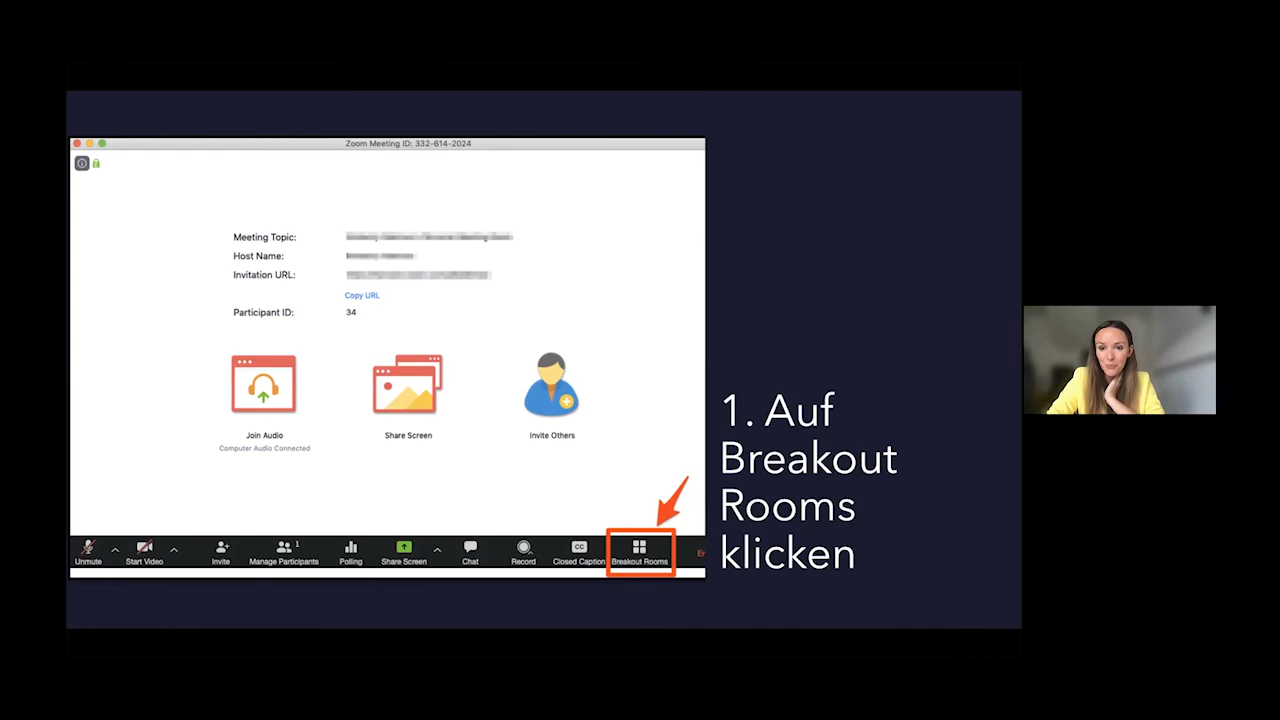 Zoom Meeting ID: 332-614-2024
Meeting Topic:
Host Name:
Invitation URL:
Copy URL
Participant ID: 34
Join Audio
Computer Audio Connected
Share Screen
Invite Others
1. Auf
Breakout
Rooms
klicken
Unmute
Start Video
Invite
1
Manage Participants
Polling
Share Screen
Chat
Record
CC
Closed Caption
Breakout Rooms